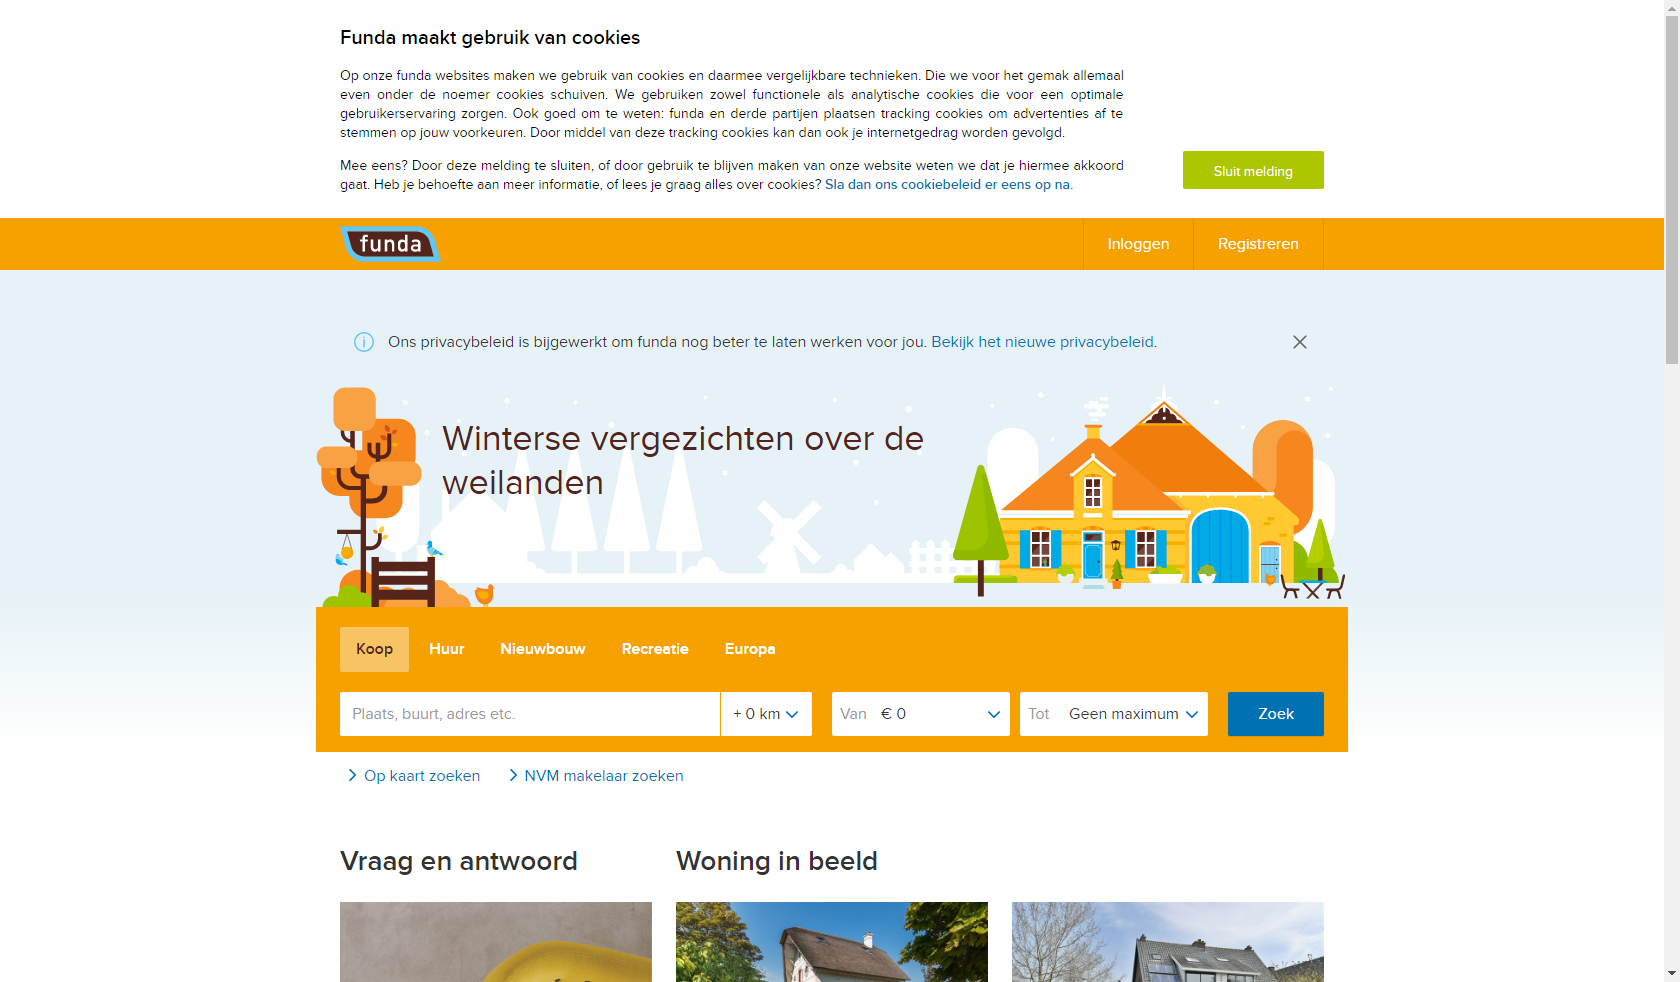 Funda maakt gebruik van cookies
Op onze funda websites maken we gebruik van cookies en daarmee vergelijkbare technieken. Die we voor het gemak allemaal
even onder de noemer cookies schuiven. We gebruiken zowel functionele als analytische cookies die voor een optimale
gebruikerservaring zorgen. Ook goed om te weten: funda en derde partijen plaatsen tracking cookies om advertenties af te
stemmen op jouw voorkeuren. Door middel van deze tracking cookies kan dan ook je internetgedrag worden gevolgd.
Mee eens? Door deze melding te sluiten, of door gebruik te blijven maken van onze website weten we dat je hiermee akkoord
gaat. Heb je behoefte aan meer informatie, of lees je graag alles over cookies? Sla dan ons cookiebeleid er eens op na.
Sluit melding
funda
Inloggen
Registreren
Ons privacybeleid is bijgewerkt om funda nog beter te laten werken voor jou. Bekijk het nieuwe privacybeleid.
Winterse vergezichten over de
weilanden
Koop
Huur
Nieuwbouw
Recreatie
Europa
Plaats, buurt, adres etc.
+ 0 km
Van € 0
Tot Geen maximum
Zoek
Op kaart zoeken
NVM makelaar zoeken
Vraag en antwoord
Woning in beeld